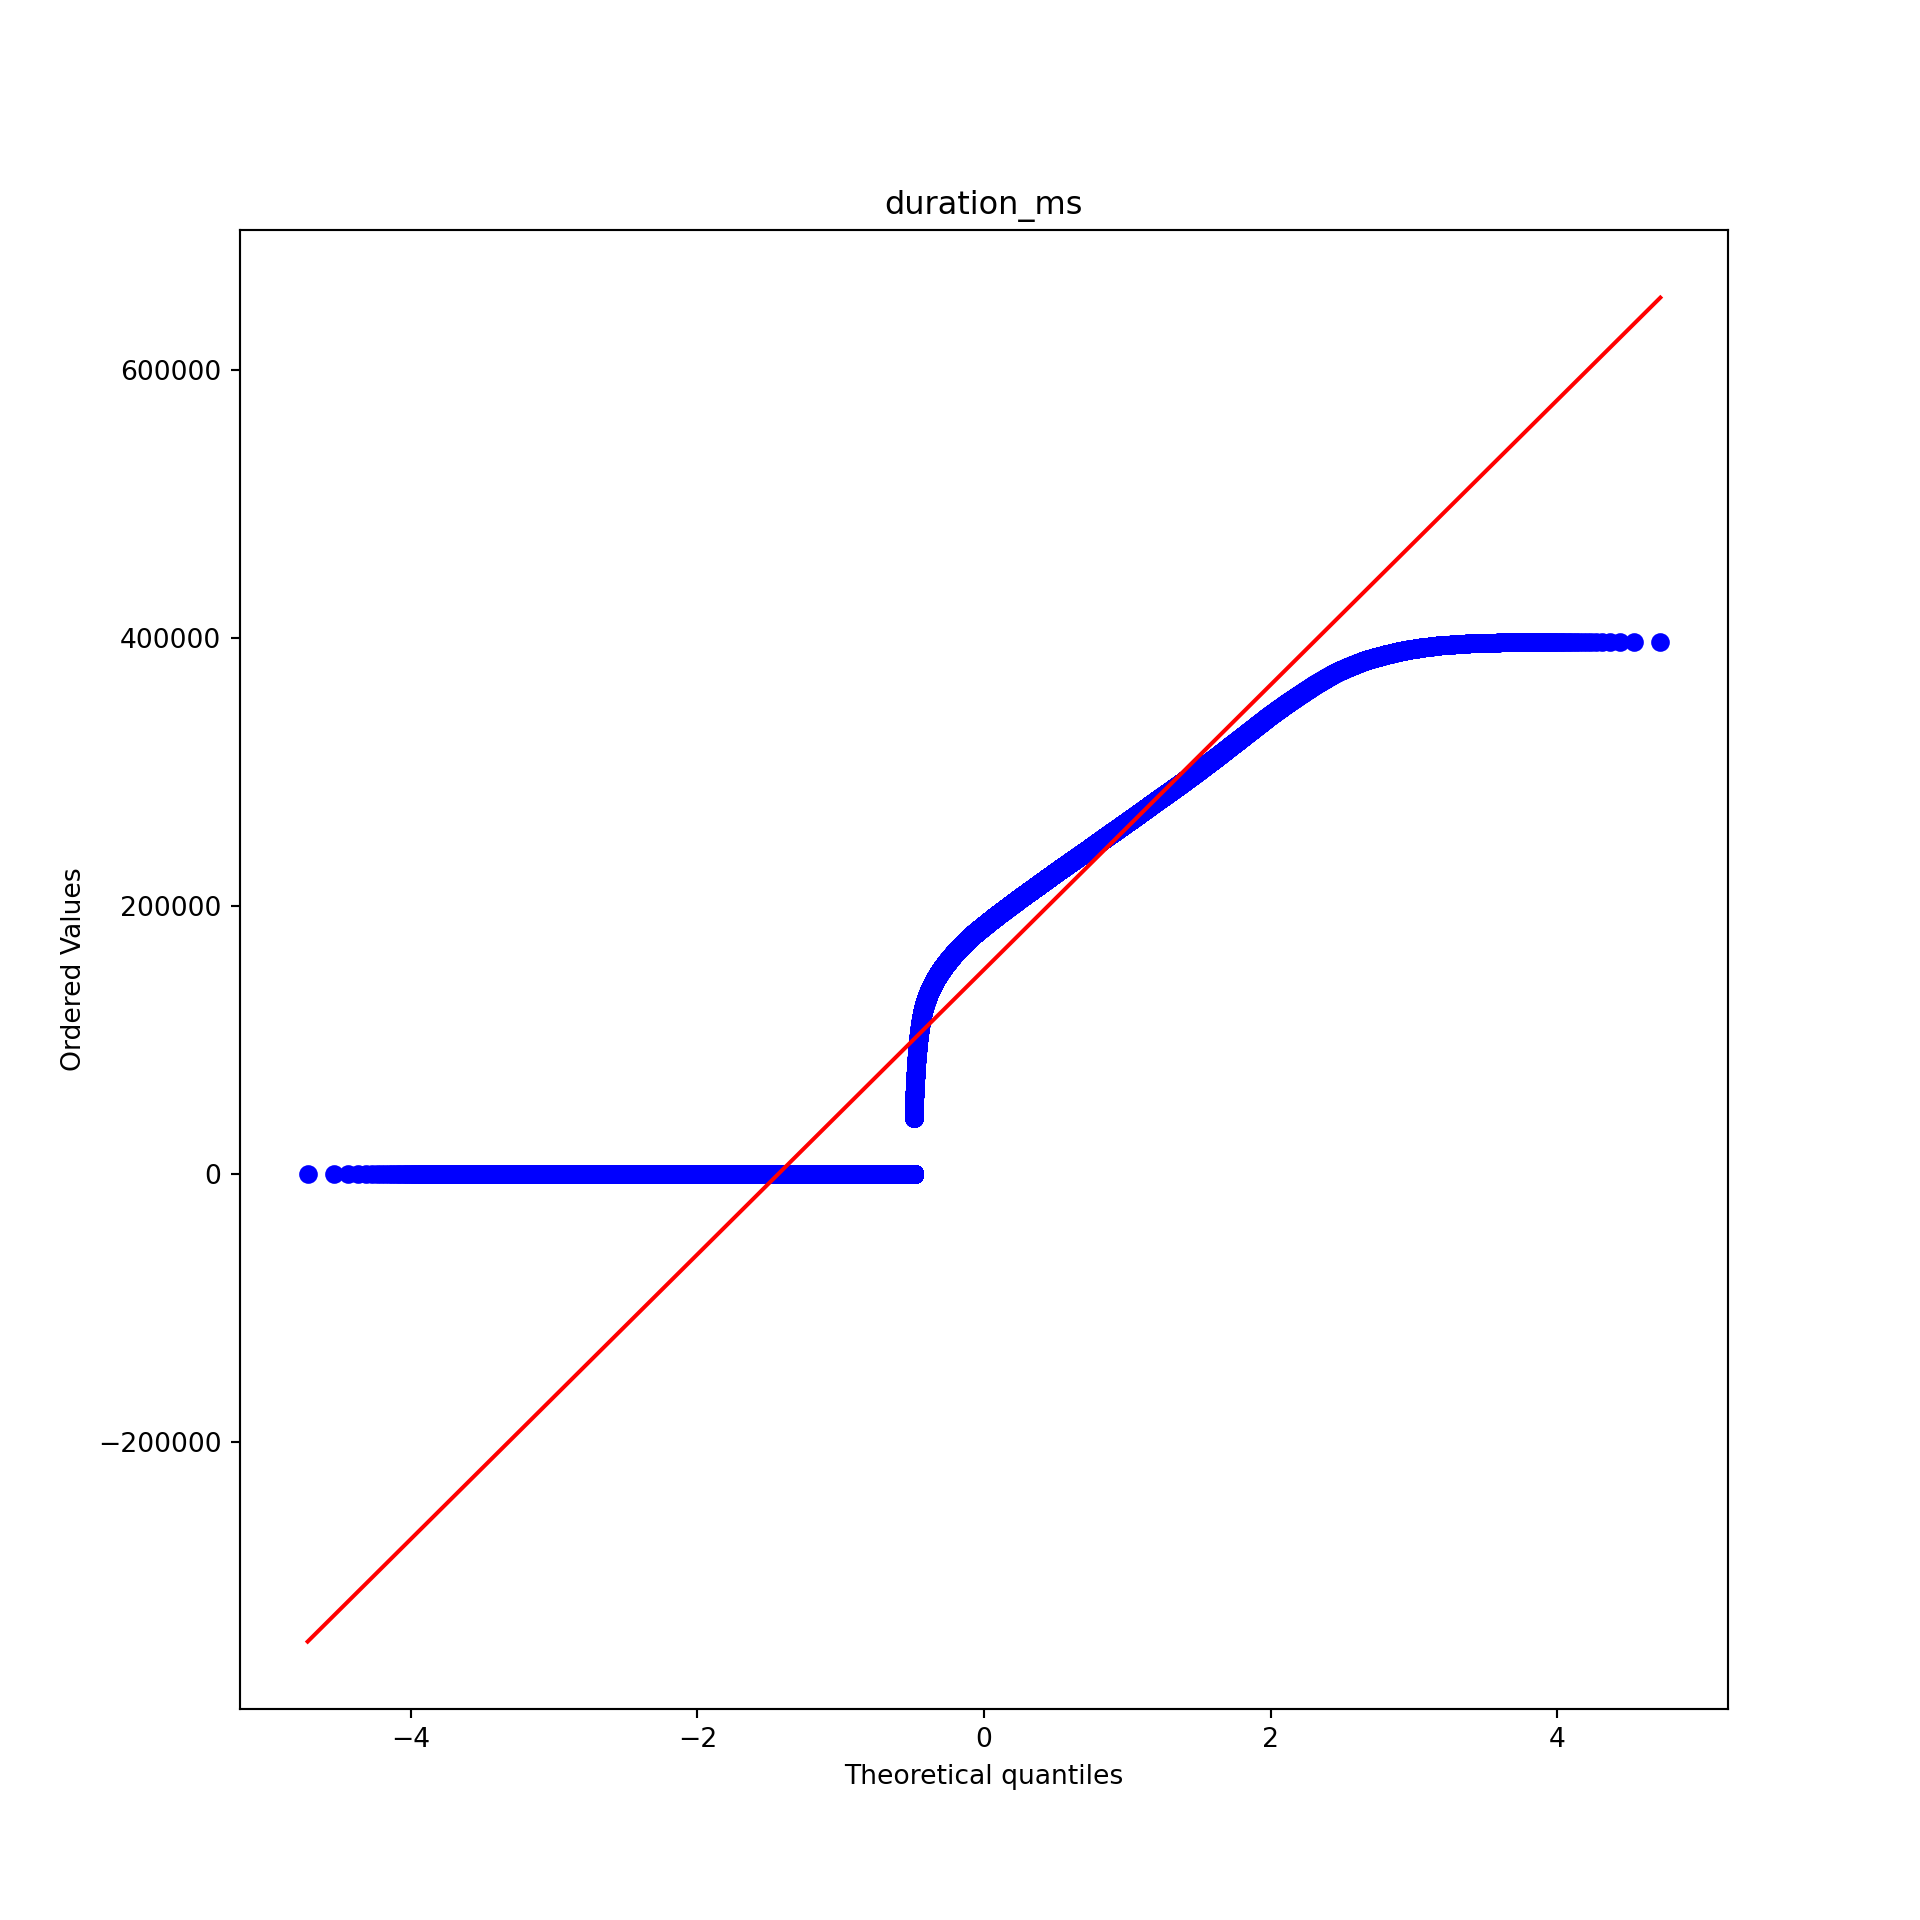 duration_ms
600000
400000
200000
0
−200000
Ordered Values
−4 −2 0 2 4
Theoretical quantiles